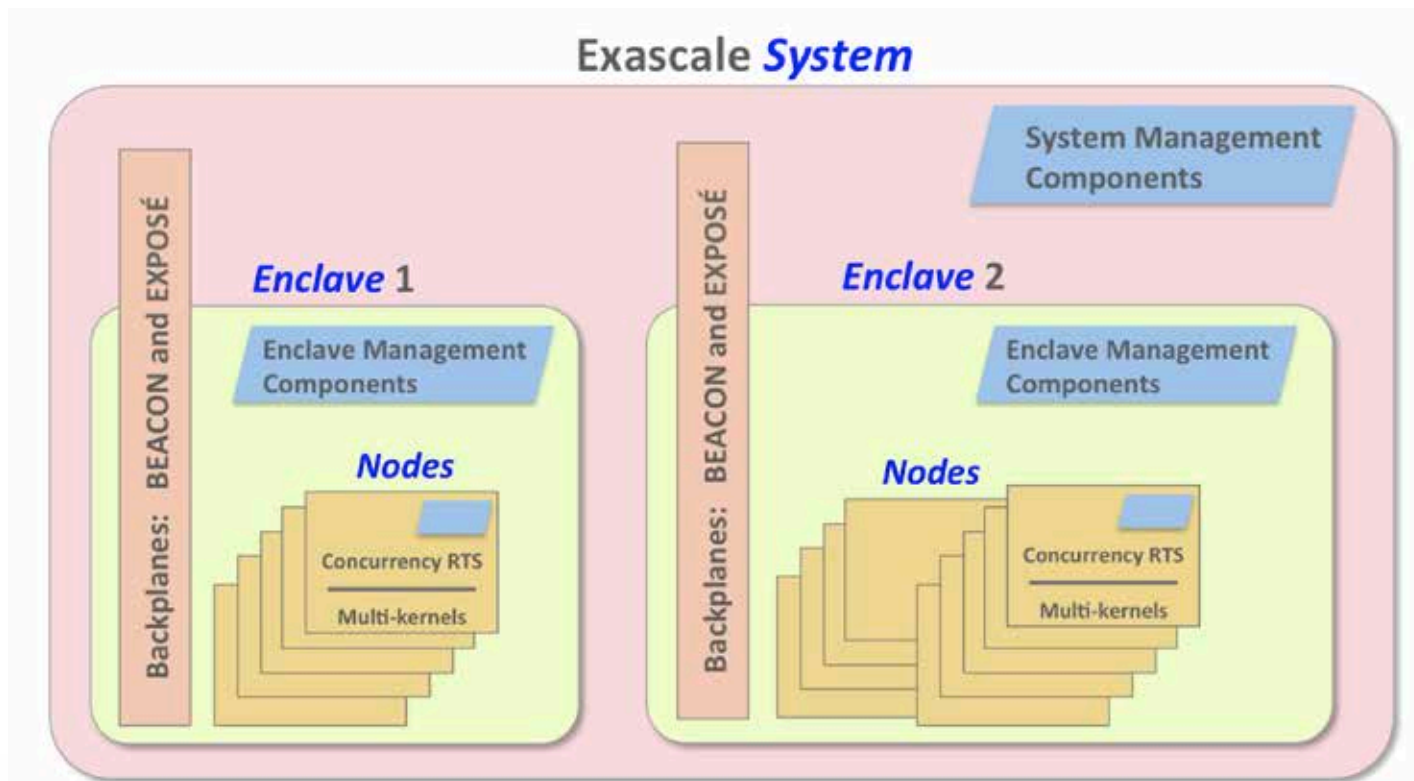 Exascale System
System Management
Components
Backplanes: BEACON and EXPOSÉ
Enclave 1
Enclave Management
Components
Nodes
Concurrency RTS
Multi-kernels
Backplanes: BEACON and EXPOSÉ
Enclave 2
Enclave Management
Components
Nodes
Concurrency RTS
Multi-kernels